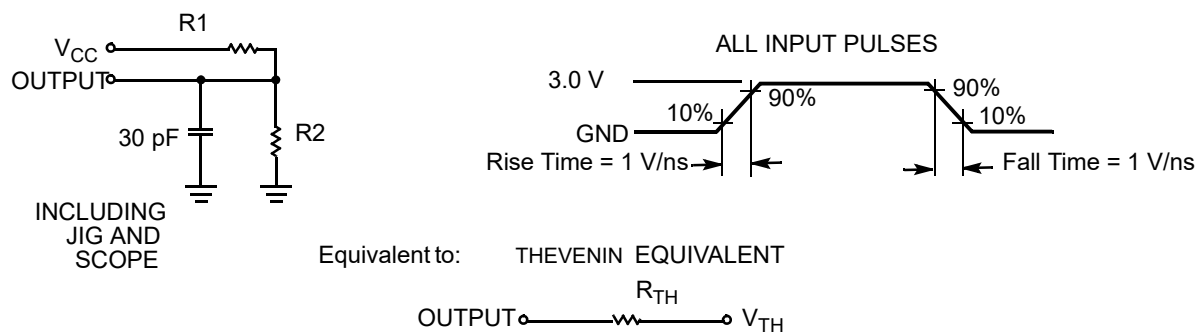 R1
VCC
OUTPUT
30 pF
R2
INCLUDING
JIG AND
SCOPE
ALL INPUT PULSES
3.0 V
GND
10%
90%
90%
10%
Rise Time = 1 V/ns
Fall Time = 1 V/ns
Equivalent to: THEVENIN EQUIVALENT
RTH
OUTPUT
VTH